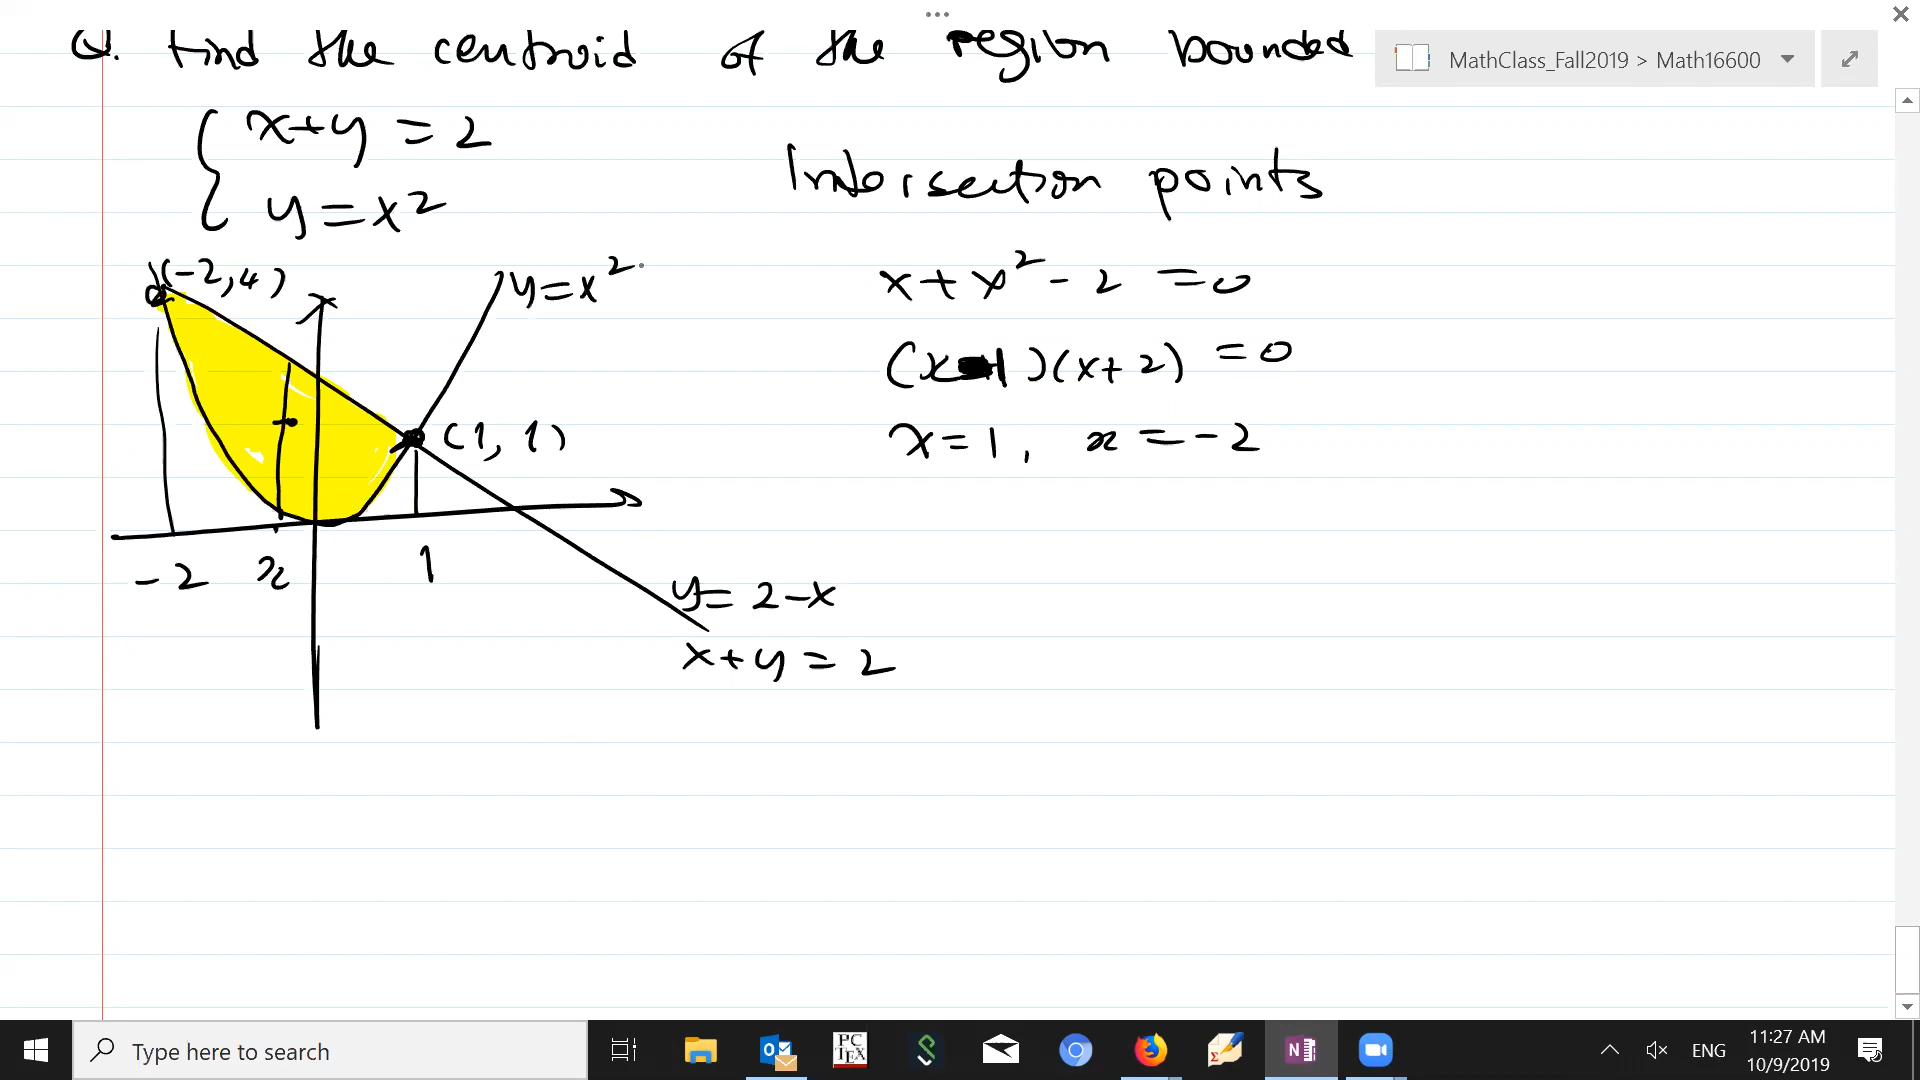 Q. Find the centroid of the region bounded
MathClass_Fall2019 > Math16600
x+y = 2
y = x2
Intersection points
(-2,4)
y=x2
x + x2 - 2 = 0
(x-1)(x+2) = 0
(1, 1)
x=1, x = -2
-2 x 1
y= 2-x
x+y = 2
Type here to search
PC TEX
ENG
11:27 AM
10/9/2019